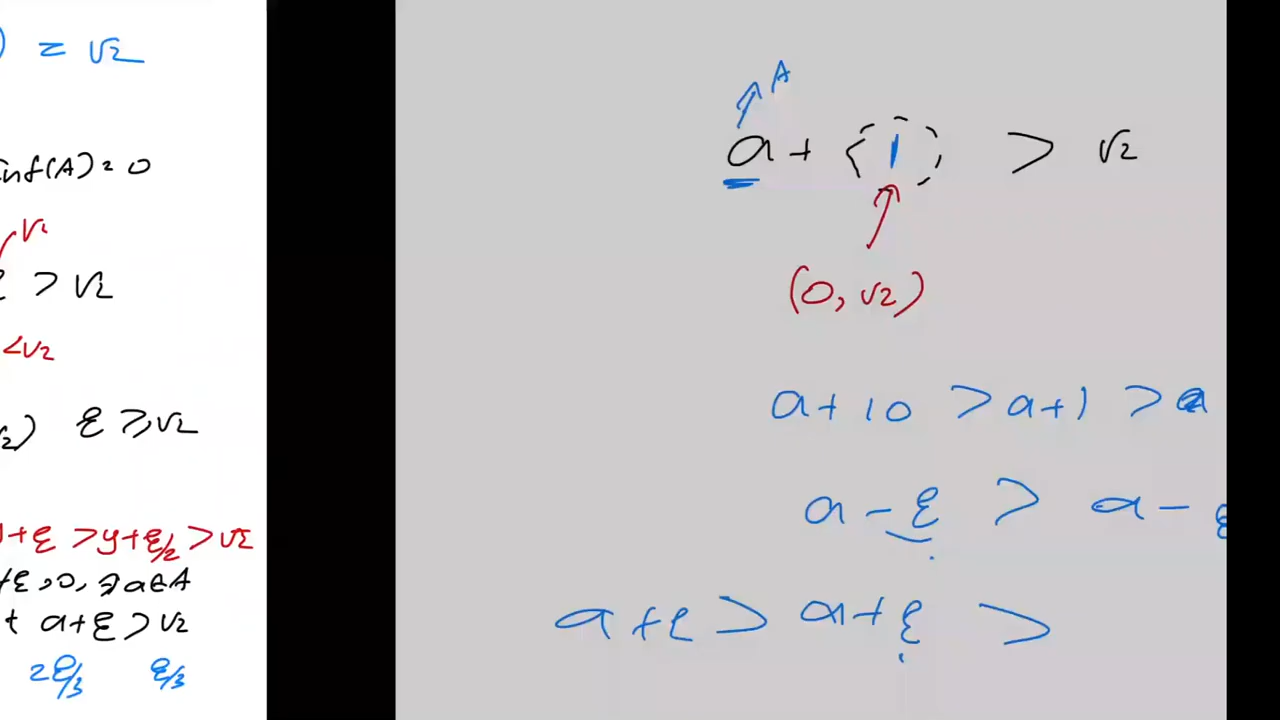 ) = √2
inf(A) = 0
ε > √2
< √2
√2) ε ≥ √2
y+ε > y+ε/2 > √2
+ε>0, ∃ a∈A
t a+ε > √2
2ε/3 ε/3
A
a + ( 1 ) > √2
(0, √2)
a+10 > a+1 > a
a - ε > a - ε
a+ε > a+ε >